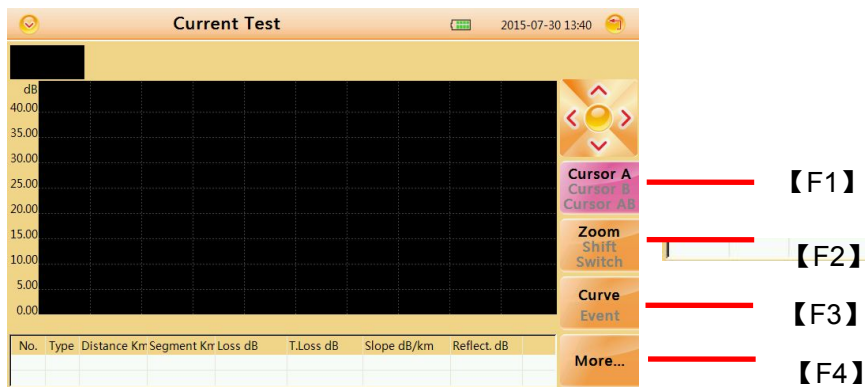 Current Test 2015-07-30 13:40
dB
40.00
35.00
30.00
25.00
20.00
15.00
10.00
5.00
0.00
Cursor A
Cursor B
Cursor AB
【F1】
Zoom
Shift
Switch
【F2】
Curve
Event
【F3】
More...
【F4】
No. Type Distance Km Segment Km Loss dB T.Loss dB Slope dB/km Reflect. dB